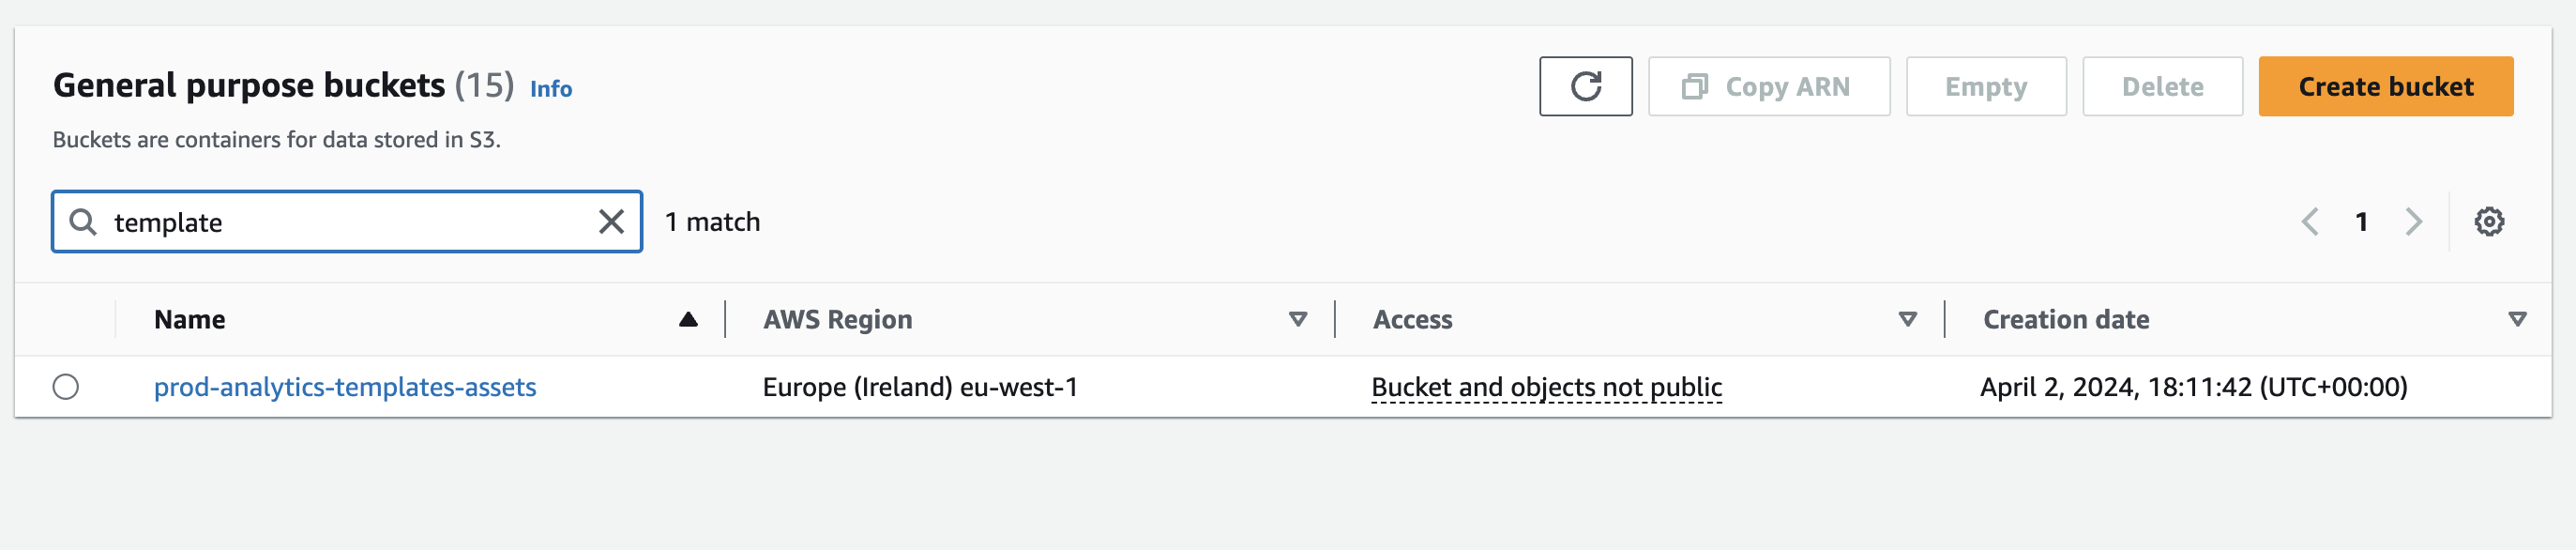 General purpose buckets (15) Info
Copy ARN
Empty
Delete
Create bucket
Buckets are containers for data stored in S3.
template
1 match
1
Name
AWS Region
Access
Creation date
prod-analytics-templates-assets
Europe (Ireland) eu-west-1
Bucket and objects not public
April 2, 2024, 18:11:42 (UTC+00:00)